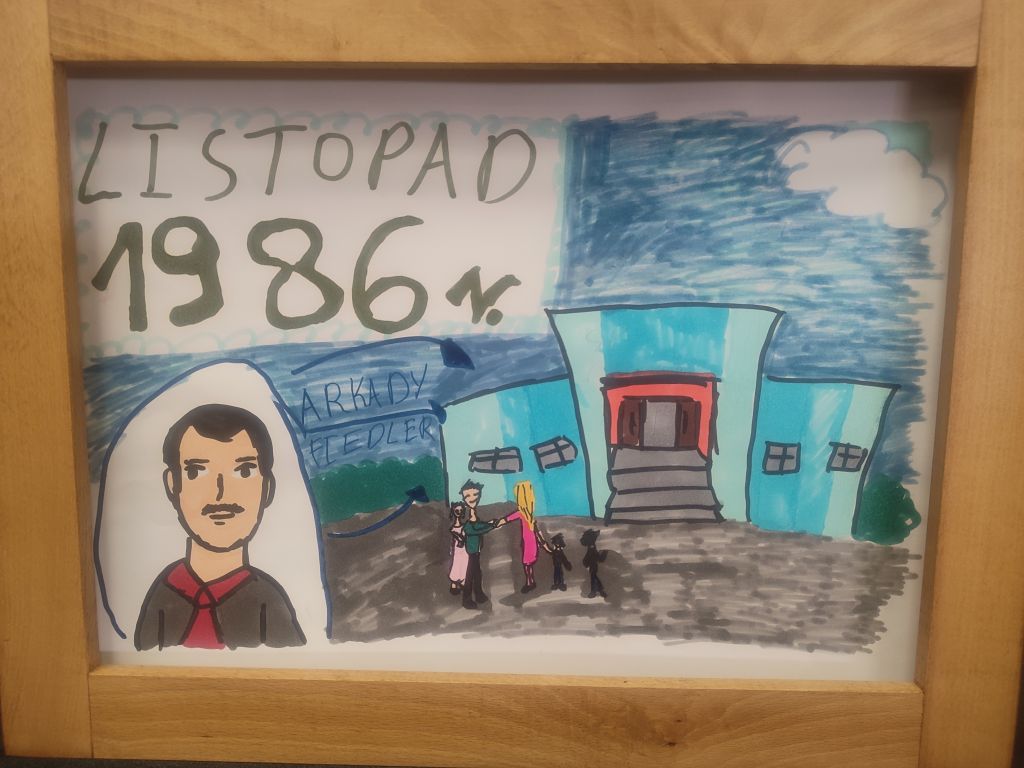 LISTOPAD
1986 r.
ARKADY
FIEDLER